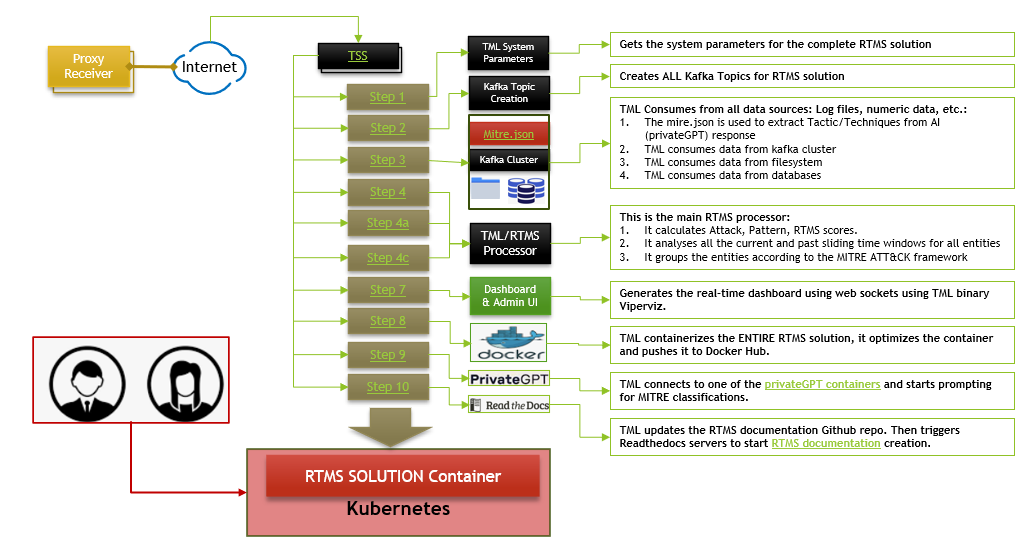 Proxy
Receiver
Internet
TSS
Step 1
Step 2
Step 3
Step 4
Step 4a
Step 4c
Step 7
Step 8
Step 9
Step 10
TML System
Parameters
Kafka Topic
Creation
Mitre.json
Kafka Cluster
TML/RTMS
Processor
Dashboard
& Admin UI
docker
PrivateGPT
Read the Docs
Gets the system parameters for the complete RTMS solution
Creates ALL Kafka Topics for RTMS solution
TML Consumes from all data sources: Log files, numeric data, etc.:
1. The mire.json is used to extract Tactic/Techniques from AI
(privateGPT) response
2. TML consumes data from kafka cluster
3. TML consumes data from filesystem
4. TML consumes data from databases
This is the main RTMS processor:
1. It calculates Attack, Pattern, RTMS scores.
2. It analyses all the current and past sliding time windows for all entities
3. It groups the entities according to the MITRE ATT&CK framework
Generates the real-time dashboard using web sockets using TML binary
Viperviz.
TML containerizes the ENTIRE RTMS solution, it optimizes the container
and pushes it to Docker Hub.
TML connects to one of the privateGPT containers and starts prompting
for MITRE classifications.
TML updates the RTMS documentation Github repo. Then triggers
Readthedocs servers to start RTMS documentation creation.
RTMS SOLUTION Container
Kubernetes